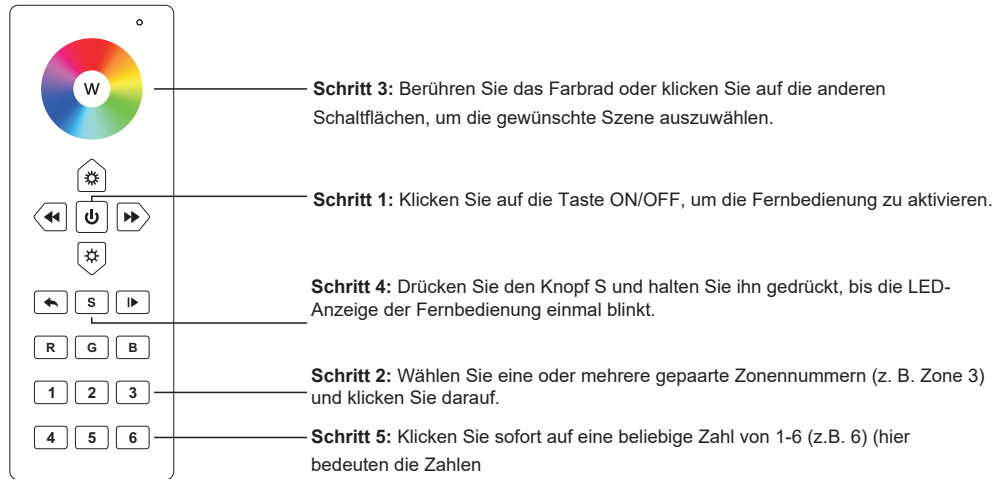 W
Schritt 3: Berühren Sie das Farbrad oder klicken Sie auf die anderen
Schaltflächen, um die gewünschte Szene auszuwählen.
Schritt 1: Klicken Sie auf die Taste ON/OFF, um die Fernbedienung zu aktivieren.
Schritt 4: Drücken Sie den Knopf S und halten Sie ihn gedrückt, bis die LED-
Anzeige der Fernbedienung einmal blinkt.
S
R G B
Schritt 2: Wählen Sie eine oder mehrere gepaarte Zonennummern (z. B. Zone 3)
und klicken Sie darauf.
1 2 3
Schritt 5: Klicken Sie sofort auf eine beliebige Zahl von 1-6 (z.B. 6) (hier
bedeuten die Zahlen
4 5 6